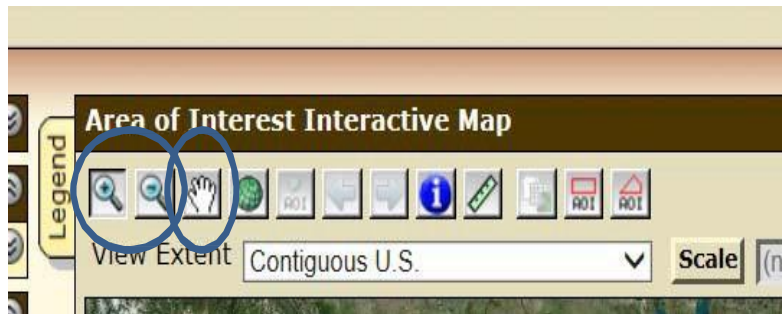 Legend
Area of Interest Interactive Map
AOI i AOI AOI
View Extent Contiguous U.S. Scale (n